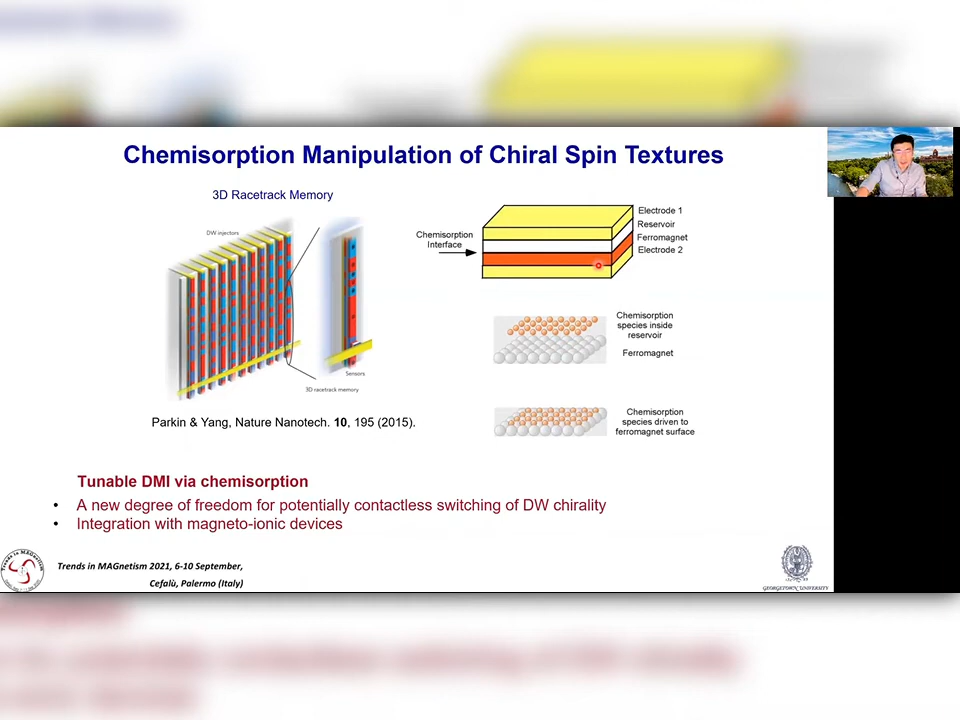 Chemisorption Manipulation of Chiral Spin Textures
3D Racetrack Memory
DW injectors
Sensors
3D racetrack memory
Parkin & Yang, Nature Nanotech. 10, 195 (2015).
Chemisorption
Interface
Electrode 1
Reservoir
Ferromagnet
Electrode 2
Chemisorption
species inside
reservoir
Ferromagnet
Chemisorption
species driven to
ferromagnet surface
Tunable DMI via chemisorption
• A new degree of freedom for potentially contactless switching of DW chirality
• Integration with magneto-ionic devices
Trends in MAGnetism
Trends in MAGnetism 2021, 6-10 September,
Cefalù, Palermo (Italy)
GEORGETOWN UNIVERSITY